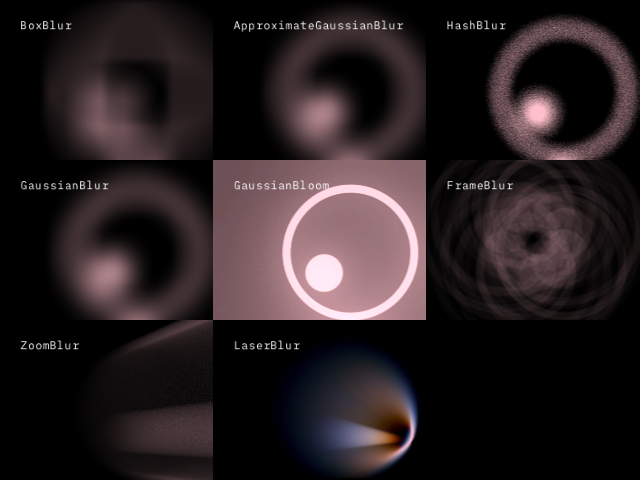 BoxBlur
ApproximateGaussianBlur
HashBlur
GaussianBlur
GaussianBloom
FrameBlur
ZoomBlur
LaserBlur